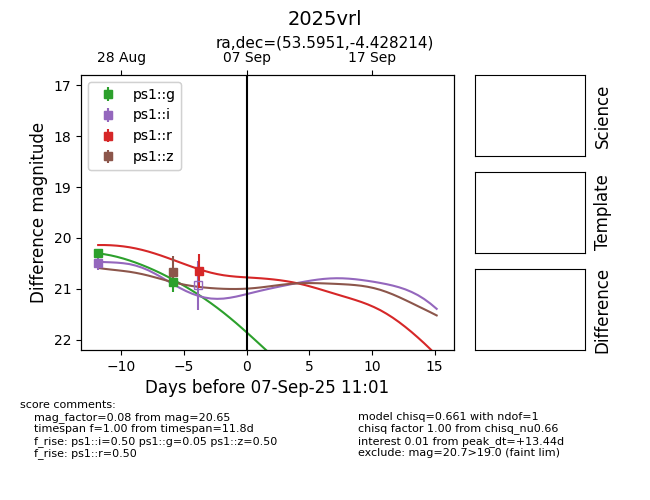 2025vrl
ra,dec=(53.5951,-4.428214)
28 Aug 07 Sep 17 Sep
17
18
19
20
21
22
Difference magnitude
ps1::g
ps1::i
ps1::r
ps1::z
−10 −5 0 5 10 15
Days before 07-Sep-25 11:01
Science
Template
Difference
score comments:
mag_factor=0.08 from mag=20.65
timespan f=1.00 from timespan=11.8d
f_rise: ps1::i=0.50 ps1::g=0.05 ps1::z=0.50
f_rise: ps1::r=0.50
model chisq=0.661 with ndof=1
chisq factor 1.00 from chisq_nu0.66
interest 0.01 from peak_dt=+13.44d
exclude: mag=20.7>19.0 (faint lim)